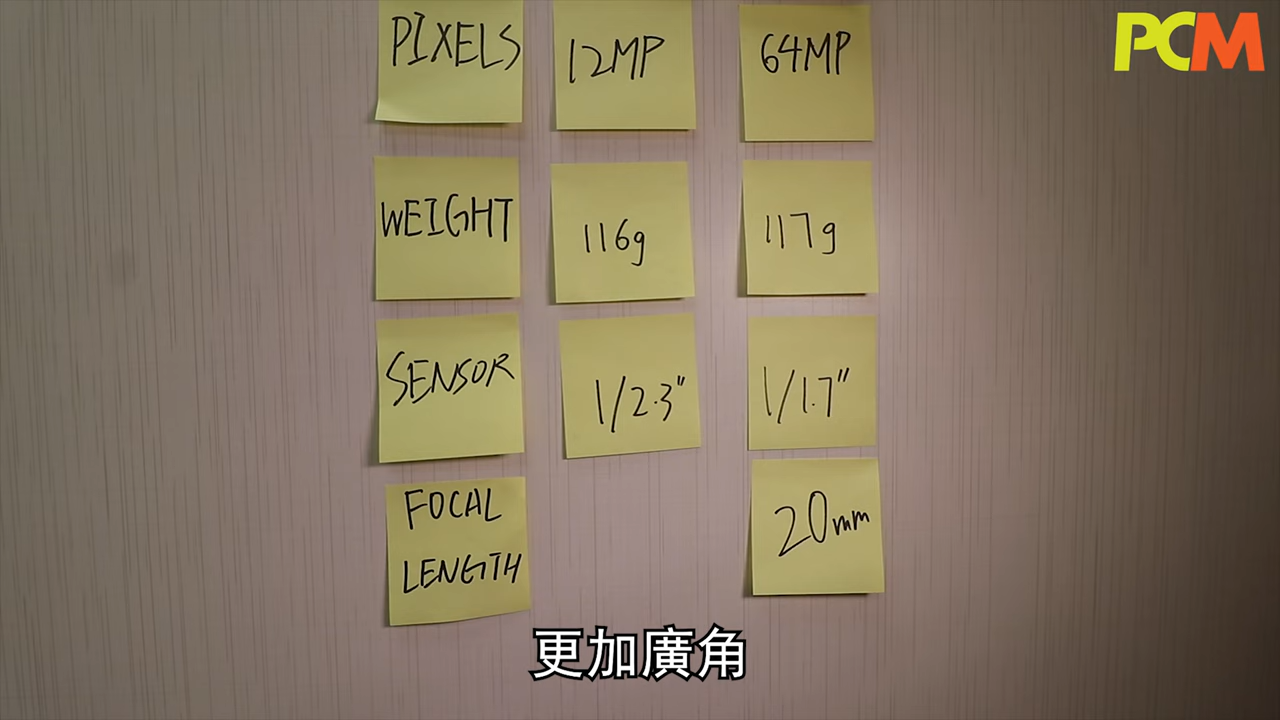 PCM
PIXELS 12MP 64MP
WEIGHT 116g 117g
SENSOR 1/2.3" 1/1.7"
FOCAL
LENGTH
20mm
更加廣角